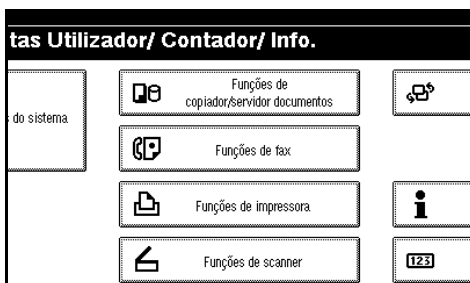 tas Utilizador/ Contador/ Info.
Funções de
copiador/servidor documentos
do sistema
Funções de fax
Funções de impressora
Funções de scanner
123